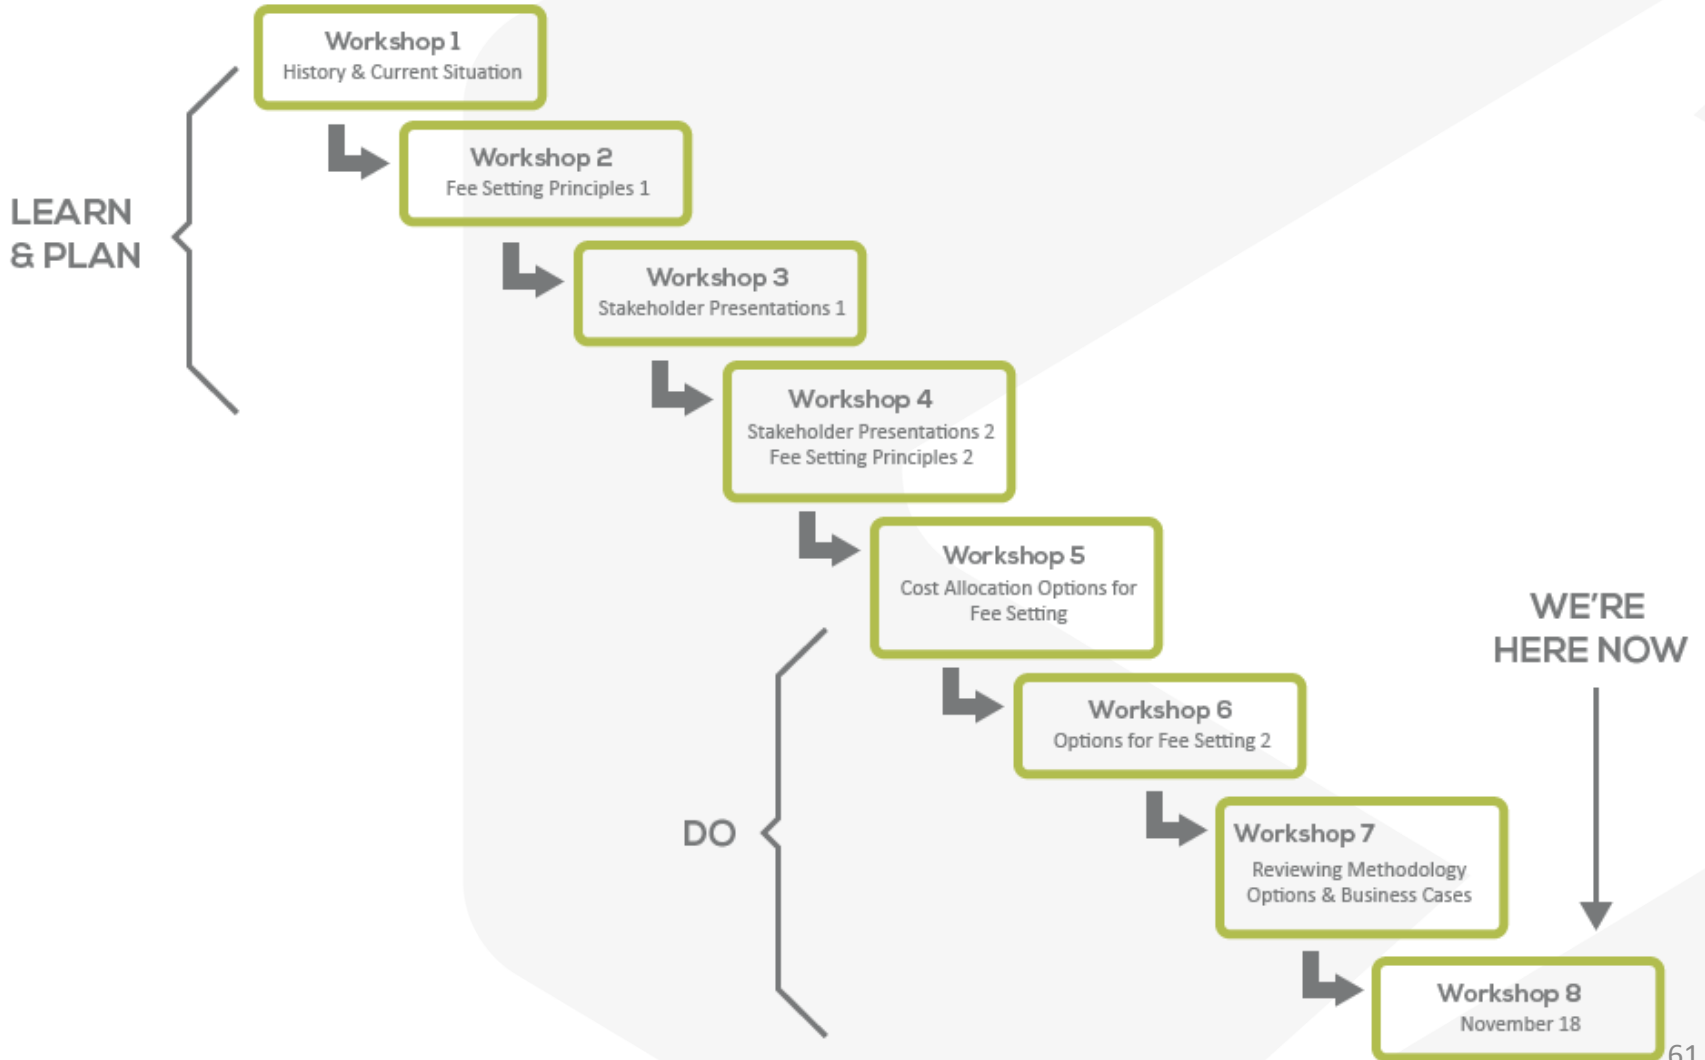 Workshop 1
History & Current Situation
Workshop 2
Fee Setting Principles 1
LEARN
& PLAN
Workshop 3
Stakeholder Presentations 1
Workshop 4
Stakeholder Presentations 2
Fee Setting Principles 2
Workshop 5
Cost Allocation Options for
Fee Setting
WE'RE
HERE NOW
Workshop 6
Options for Fee Setting 2
DO
Workshop 7
Reviewing Methodology
Options & Business Cases
Workshop 8
November 18
61